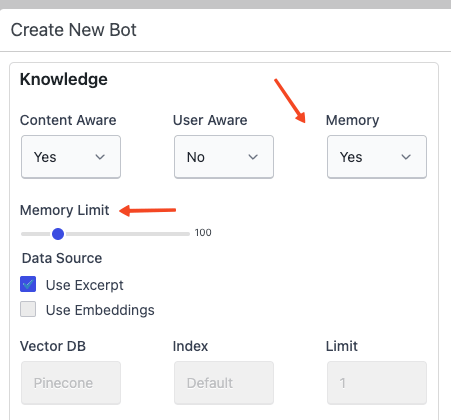 Create New Bot
Knowledge
Content Aware User Aware Memory
Yes No Yes
Memory Limit
100
Data Source
Use Excerpt
Use Embeddings
Vector DB Index Limit
Pinecone Default 1